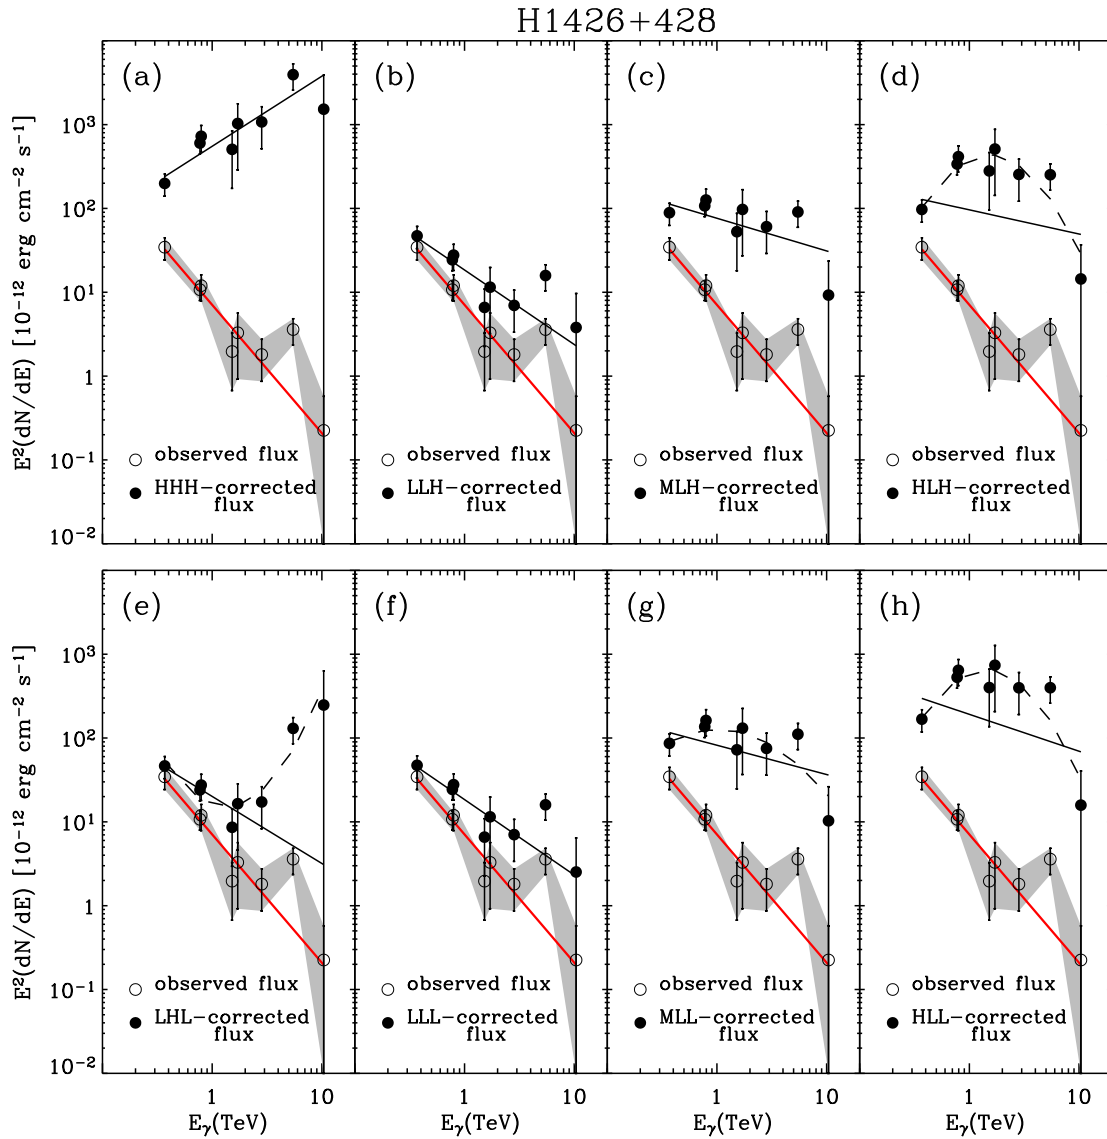 H1426+428
(a)
(b)
(c)
(d)
E²(dN/dE) [10⁻¹² erg cm⁻² s⁻¹]
10³
10²
10¹
1
10⁻¹
10⁻²
observed flux
HHH−corrected
flux
observed flux
LLH−corrected
flux
observed flux
MLH−corrected
flux
observed flux
HLH−corrected
flux
(e)
(f)
(g)
(h)
E²(dN/dE) [10⁻¹² erg cm⁻² s⁻¹]
10³
10²
10¹
1
10⁻¹
10⁻²
observed flux
LHL−corrected
flux
observed flux
LLL−corrected
flux
observed flux
MLL−corrected
flux
observed flux
HLL−corrected
flux
1 10 1 10 1 10 1 10
Eγ(TeV) Eγ(TeV) Eγ(TeV) Eγ(TeV)